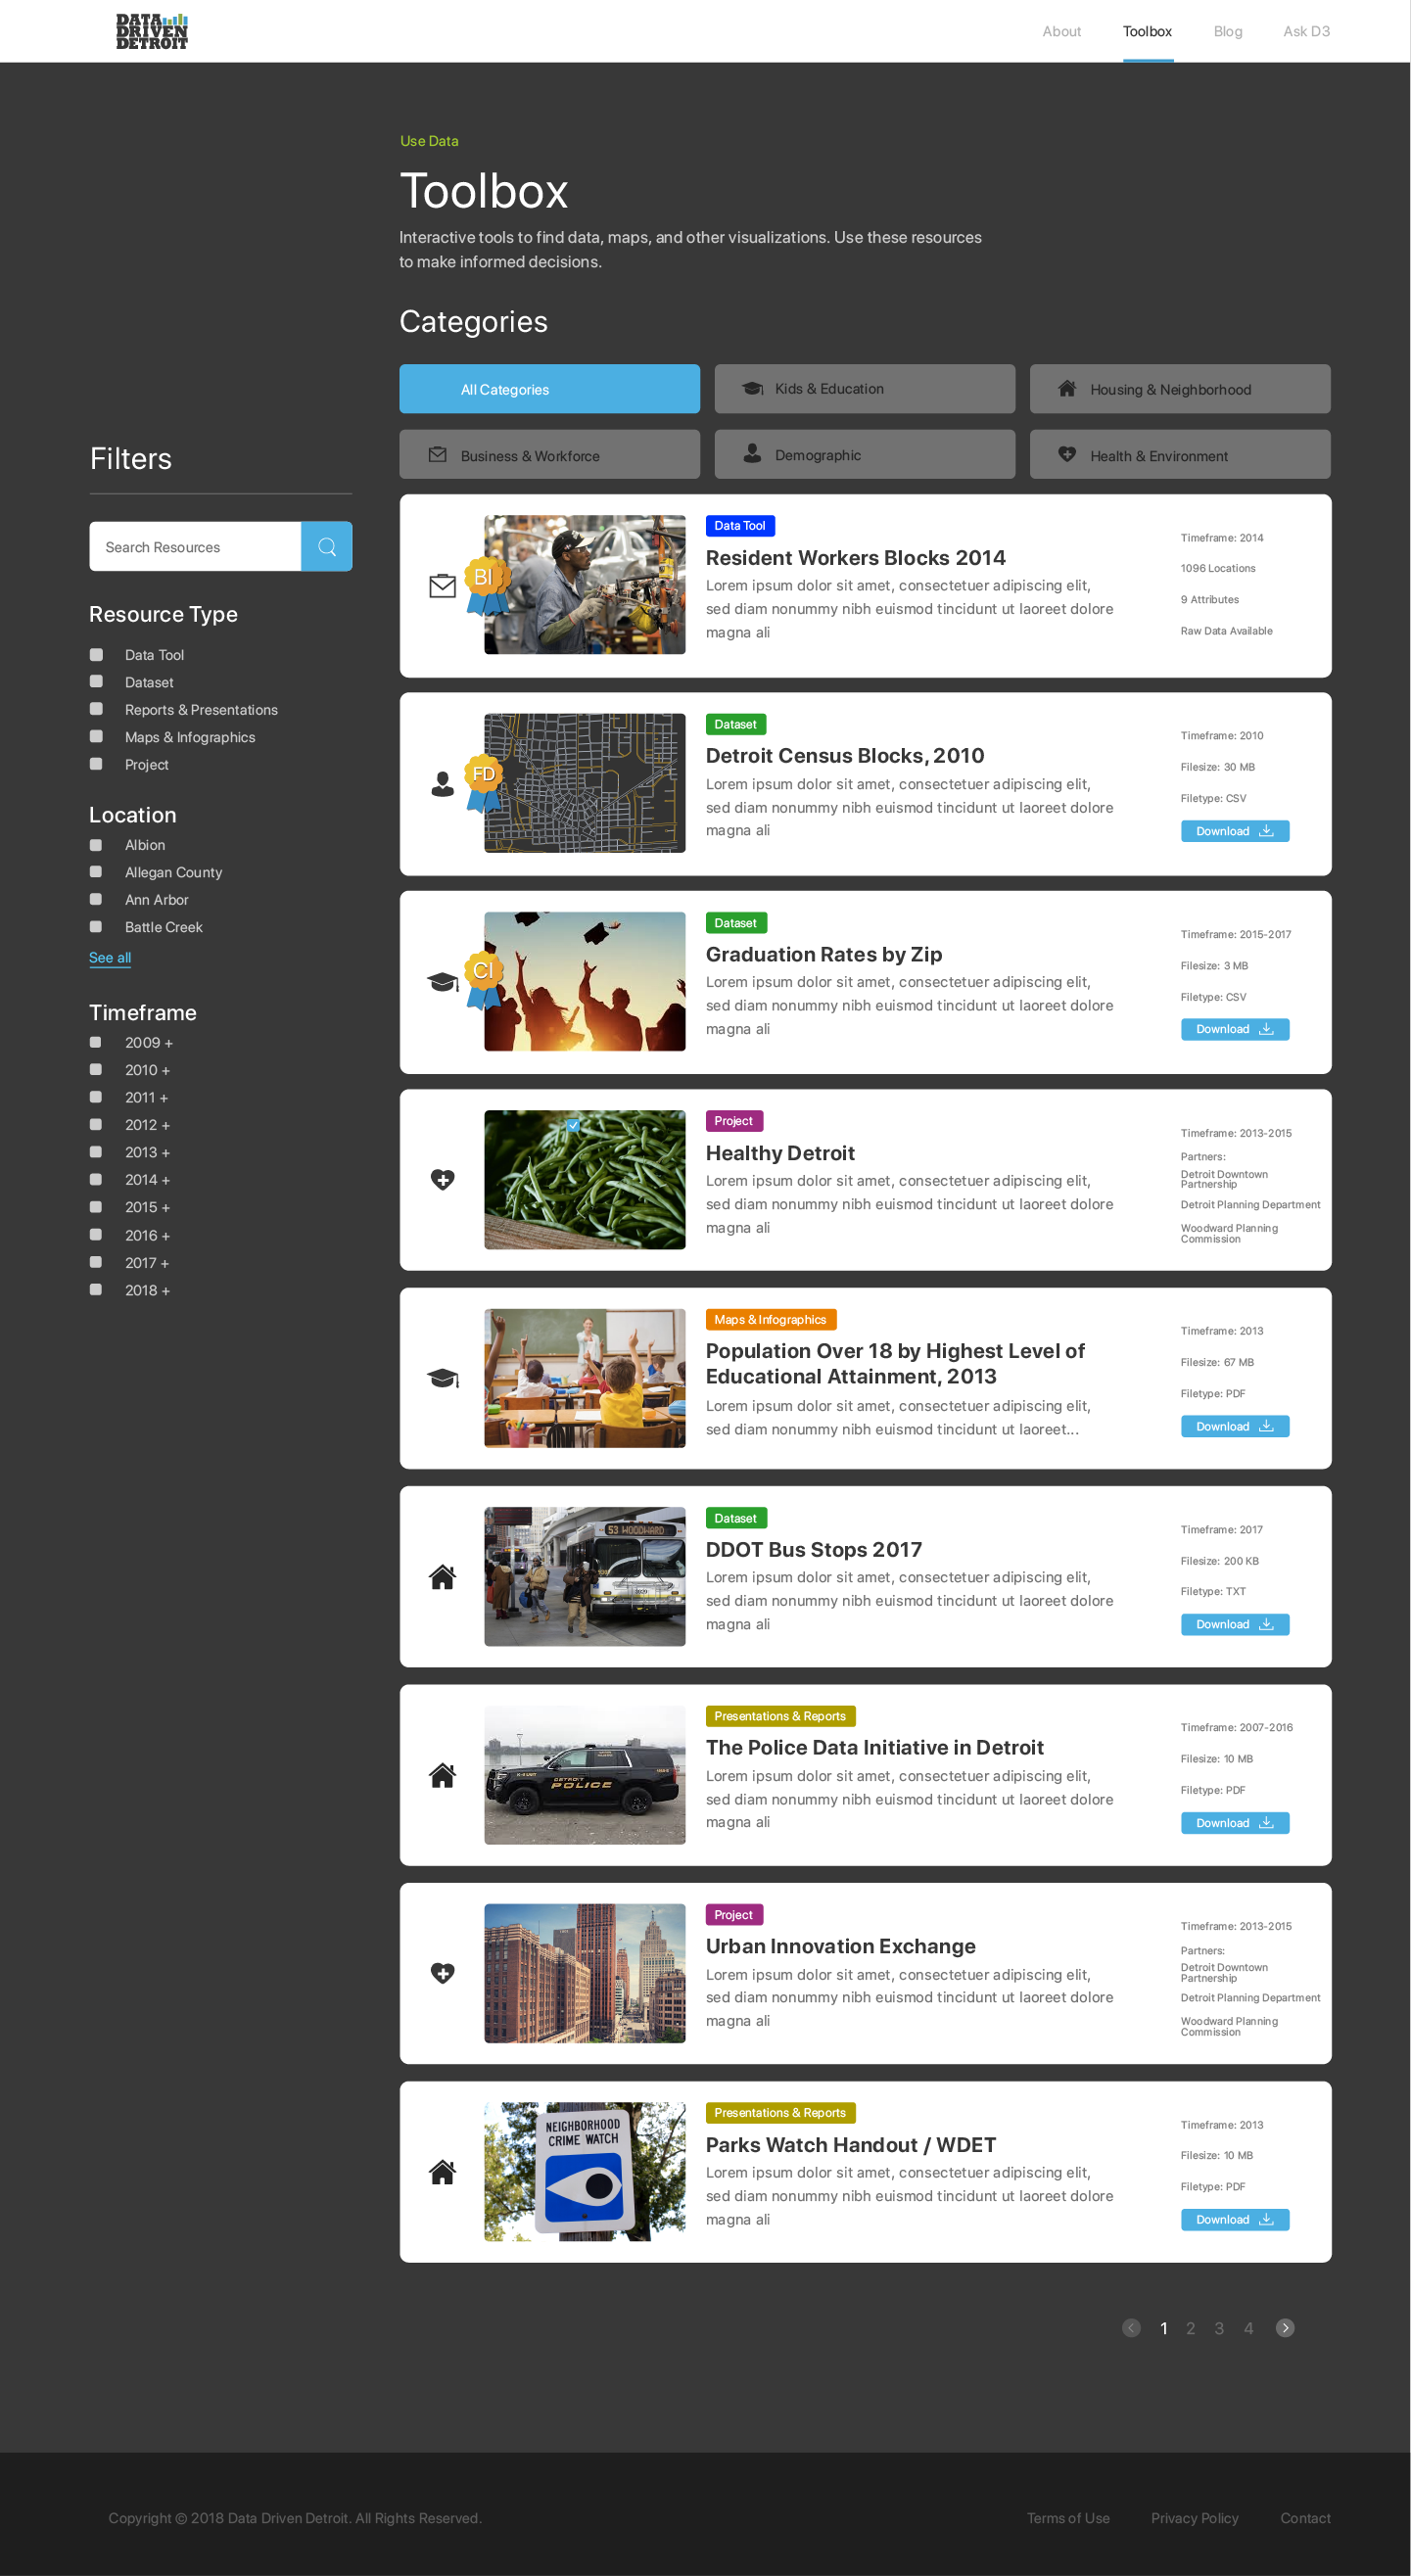 DATA
DRIVEN
DETROIT
About
Toolbox
Blog
Ask D3
Use Data
Toolbox
Interactive tools to find data, maps, and other visualizations. Use these resources
to make informed decisions.
Categories
All Categories
Kids & Education
Housing & Neighborhood
Business & Workforce
Demographic
Health & Environment
Filters
Search Resources
Resource Type
Data Tool
Dataset
Reports & Presentations
Maps & Infographics
Project
Location
Albion
Allegan County
Ann Arbor
Battle Creek
See all
Timeframe
2009 +
2010 +
2011 +
2012 +
2013 +
2014 +
2015 +
2016 +
2017 +
2018 +
BI
Data Tool
Resident Workers Blocks 2014
Lorem ipsum dolor sit amet, consectetuer adipiscing elit,
sed diam nonummy nibh euismod tincidunt ut laoreet dolore
magna ali
Timeframe: 2014
1096 Locations
9 Attributes
Raw Data Available
FD
Dataset
Detroit Census Blocks, 2010
Lorem ipsum dolor sit amet, consectetuer adipiscing elit,
sed diam nonummy nibh euismod tincidunt ut laoreet dolore
magna ali
Timeframe: 2010
Filesize: 30 MB
Filetype: CSV
Download
CI
Dataset
Graduation Rates by Zip
Lorem ipsum dolor sit amet, consectetuer adipiscing elit,
sed diam nonummy nibh euismod tincidunt ut laoreet dolore
magna ali
Timeframe: 2015-2017
Filesize: 3 MB
Filetype: CSV
Download
Project
Healthy Detroit
Lorem ipsum dolor sit amet, consectetuer adipiscing elit,
sed diam nonummy nibh euismod tincidunt ut laoreet dolore
magna ali
Timeframe: 2013-2015
Partners:
Detroit Downtown
Partnership
Detroit Planning Department
Woodward Planning
Commission
Maps & Infographics
Population Over 18 by Highest Level of
Educational Attainment, 2013
Lorem ipsum dolor sit amet, consectetuer adipiscing elit,
sed diam nonummy nibh euismod tincidunt ut laoreet...
Timeframe: 2013
Filesize: 67 MB
Filetype: PDF
Download
53 WOODWARD
Dataset
DDOT Bus Stops 2017
Lorem ipsum dolor sit amet, consectetuer adipiscing elit,
sed diam nonummy nibh euismod tincidunt ut laoreet dolore
magna ali
Timeframe: 2017
Filesize: 200 KB
Filetype: TXT
Download
DETROIT
POLICE
Presentations & Reports
The Police Data Initiative in Detroit
Lorem ipsum dolor sit amet, consectetuer adipiscing elit,
sed diam nonummy nibh euismod tincidunt ut laoreet dolore
magna ali
Timeframe: 2007-2016
Filesize: 10 MB
Filetype: PDF
Download
Project
Urban Innovation Exchange
Lorem ipsum dolor sit amet, consectetuer adipiscing elit,
sed diam nonummy nibh euismod tincidunt ut laoreet dolore
magna ali
Timeframe: 2013-2015
Partners:
Detroit Downtown
Partnership
Detroit Planning Department
Woodward Planning
Commission
NEIGHBORHOOD
CRIME WATCH
Presentations & Reports
Parks Watch Handout / WDET
Lorem ipsum dolor sit amet, consectetuer adipiscing elit,
sed diam nonummy nibh euismod tincidunt ut laoreet dolore
magna ali
Timeframe: 2013
Filesize: 10 MB
Filetype: PDF
Download
1 2 3 4
Copyright © 2018 Data Driven Detroit. All Rights Reserved.
Terms of Use
Privacy Policy
Contact